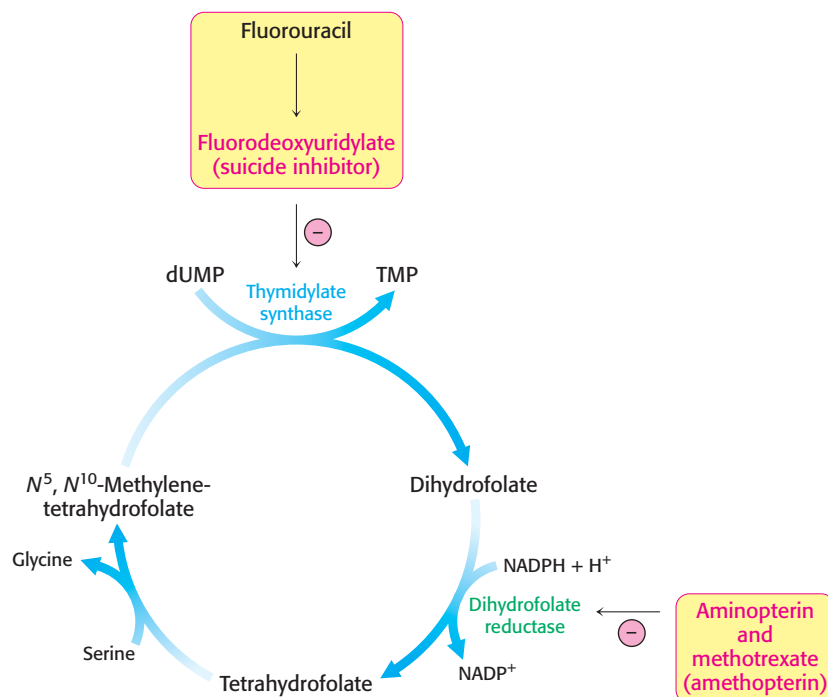 Fluorouracil
Fluorodeoxyuridylate
(suicide inhibitor)
−
dUMP
Thymidylate
synthase
TMP
N⁵, N¹⁰-Methylene-
tetrahydrofolate
Dihydrofolate
Glycine
NADPH + H⁺
Dihydrofolate
reductase
−
Aminopterin
and
methotrexate
(amethopterin)
Serine
Tetrahydrofolate
NADP⁺